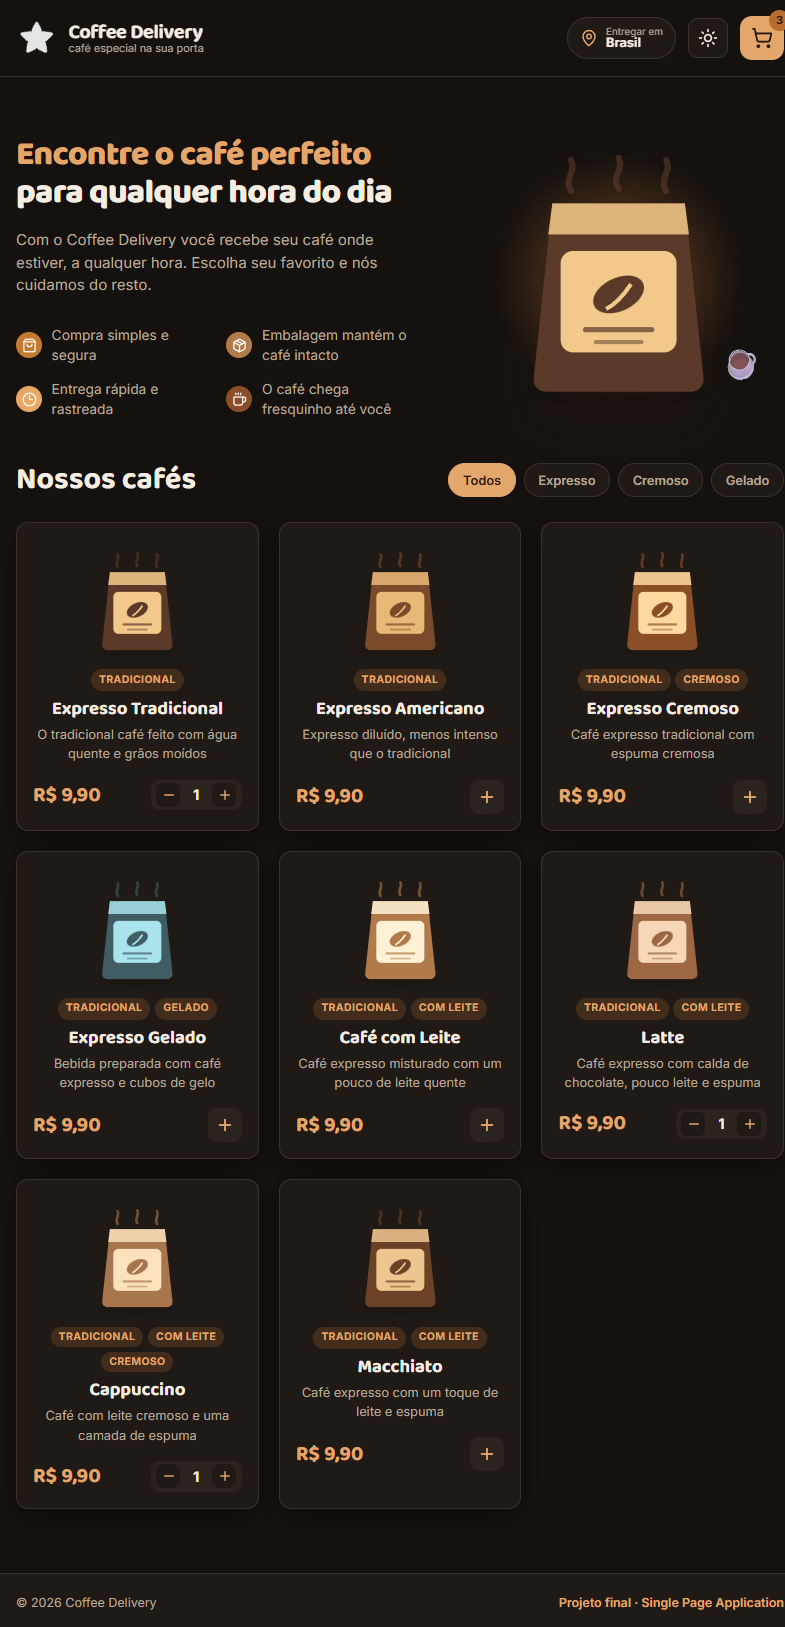 Coffee Delivery
café especial na sua porta
Entregar em
Brasil
3
Encontre o café perfeito
para qualquer hora do dia
Com o Coffee Delivery você recebe seu café onde
estiver, a qualquer hora. Escolha seu favorito e nós
cuidamos do resto.
Compra simples e
segura
Embalagem mantém o
café intacto
Entrega rápida e
rastreada
O café chega
fresquinho até você
Nossos cafés
Todos
Expresso
Cremoso
Gelado
TRADICIONAL
Expresso Tradicional
O tradicional café feito com água
quente e grãos moídos
R$ 9,90
− 1 +
TRADICIONAL
Expresso Americano
Expresso diluído, menos intenso
que o tradicional
R$ 9,90
+
TRADICIONAL CREMOSO
Expresso Cremoso
Café expresso tradicional com
espuma cremosa
R$ 9,90
+
TRADICIONAL GELADO
Expresso Gelado
Bebida preparada com café
expresso e cubos de gelo
R$ 9,90
+
TRADICIONAL COM LEITE
Café com Leite
Café expresso misturado com um
pouco de leite quente
R$ 9,90
+
TRADICIONAL COM LEITE
Latte
Café expresso com calda de
chocolate, pouco leite e espuma
R$ 9,90
− 1 +
TRADICIONAL COM LEITE
CREMOSO
Cappuccino
Café com leite cremoso e uma
camada de espuma
R$ 9,90
− 1 +
TRADICIONAL COM LEITE
Macchiato
Café expresso com um toque de
leite e espuma
R$ 9,90
+
© 2026 Coffee Delivery
Projeto final · Single Page Application